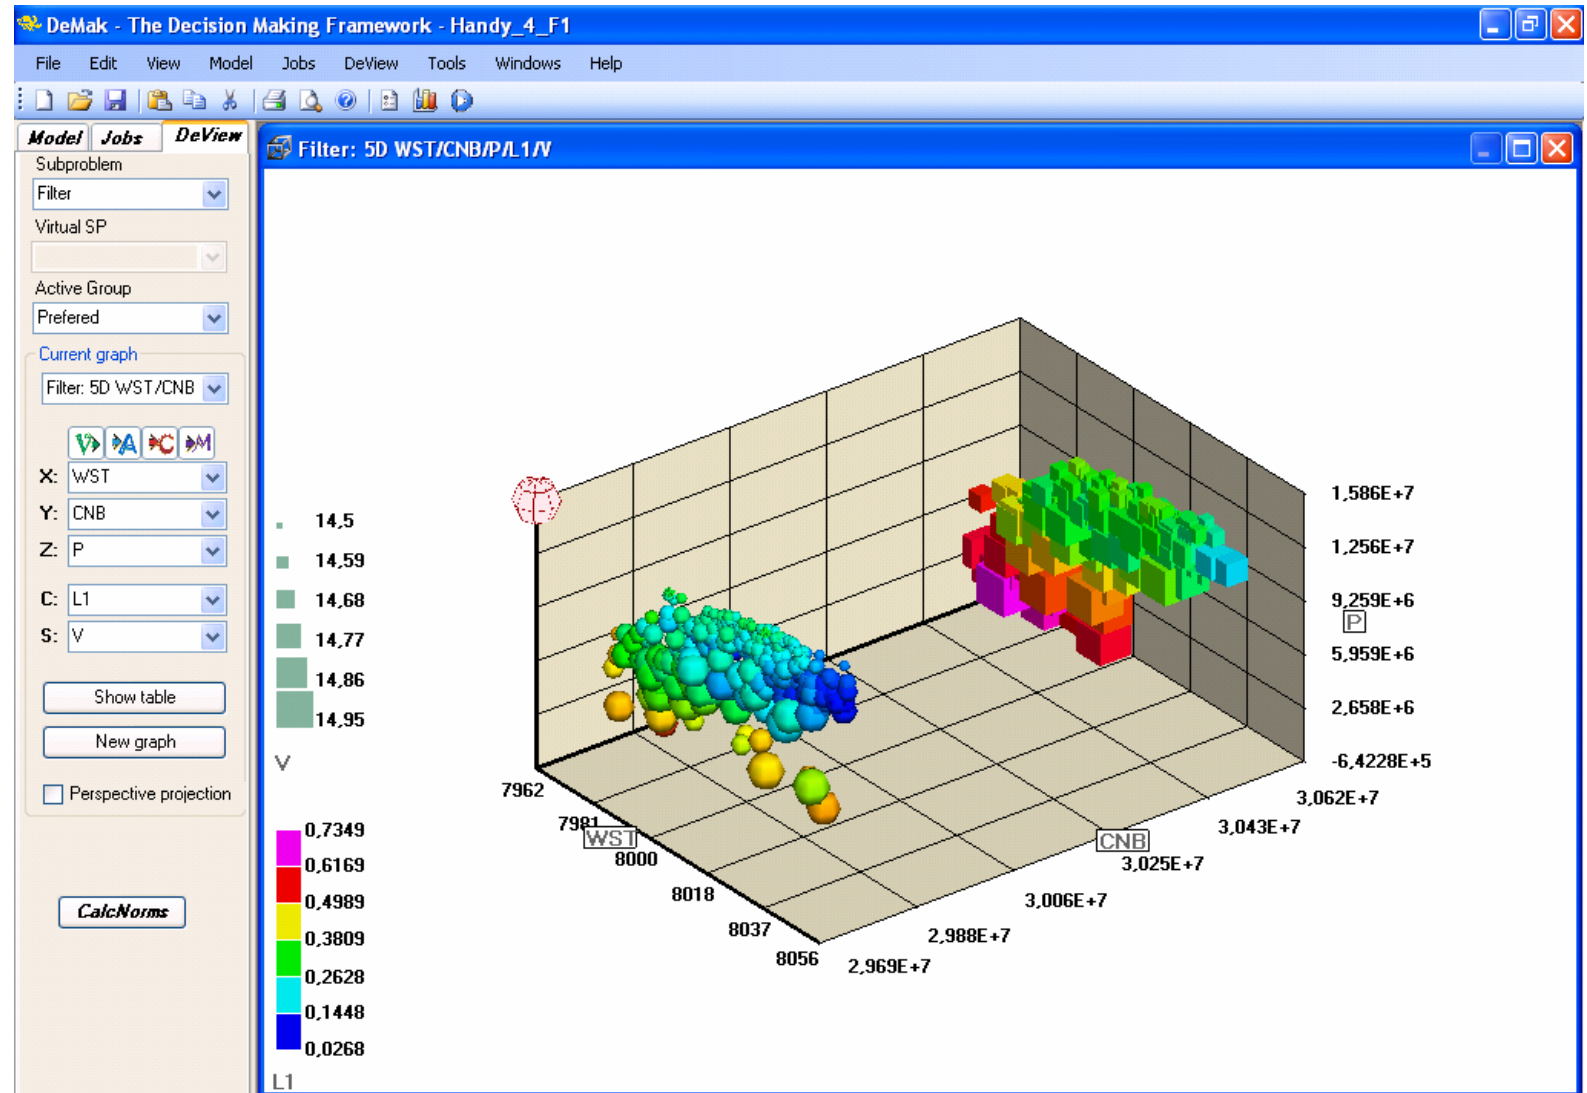 DeMak - The Decision Making Framework - Handy_4_F1
File Edit View Model Jobs DeView Tools Windows Help
Model Jobs DeView
Filter: 5D WST/CNB/P/L1/V
Subproblem
Filter
Virtual SP
Active Group
Prefered
Current graph
Filter: 5D WST/CNB
V A C M
X: WST
Y: CNB
Z: P
C: L1
S: V
Show table
New graph
Perspective projection
CalcNorms
14,5
14,59
14,68
14,77
14,86
14,95
V
0,7349
0,6169
0,4989
0,3809
0,2628
0,1448
0,0268
L1
7962
7981
WST
8000
8018
8037
8056
2,969E+7
2,988E+7
3,006E+7
3,025E+7
CNB
3,043E+7
3,062E+7
1,586E+7
1,256E+7
9,259E+6
P
5,959E+6
2,658E+6
-6,4228E+5